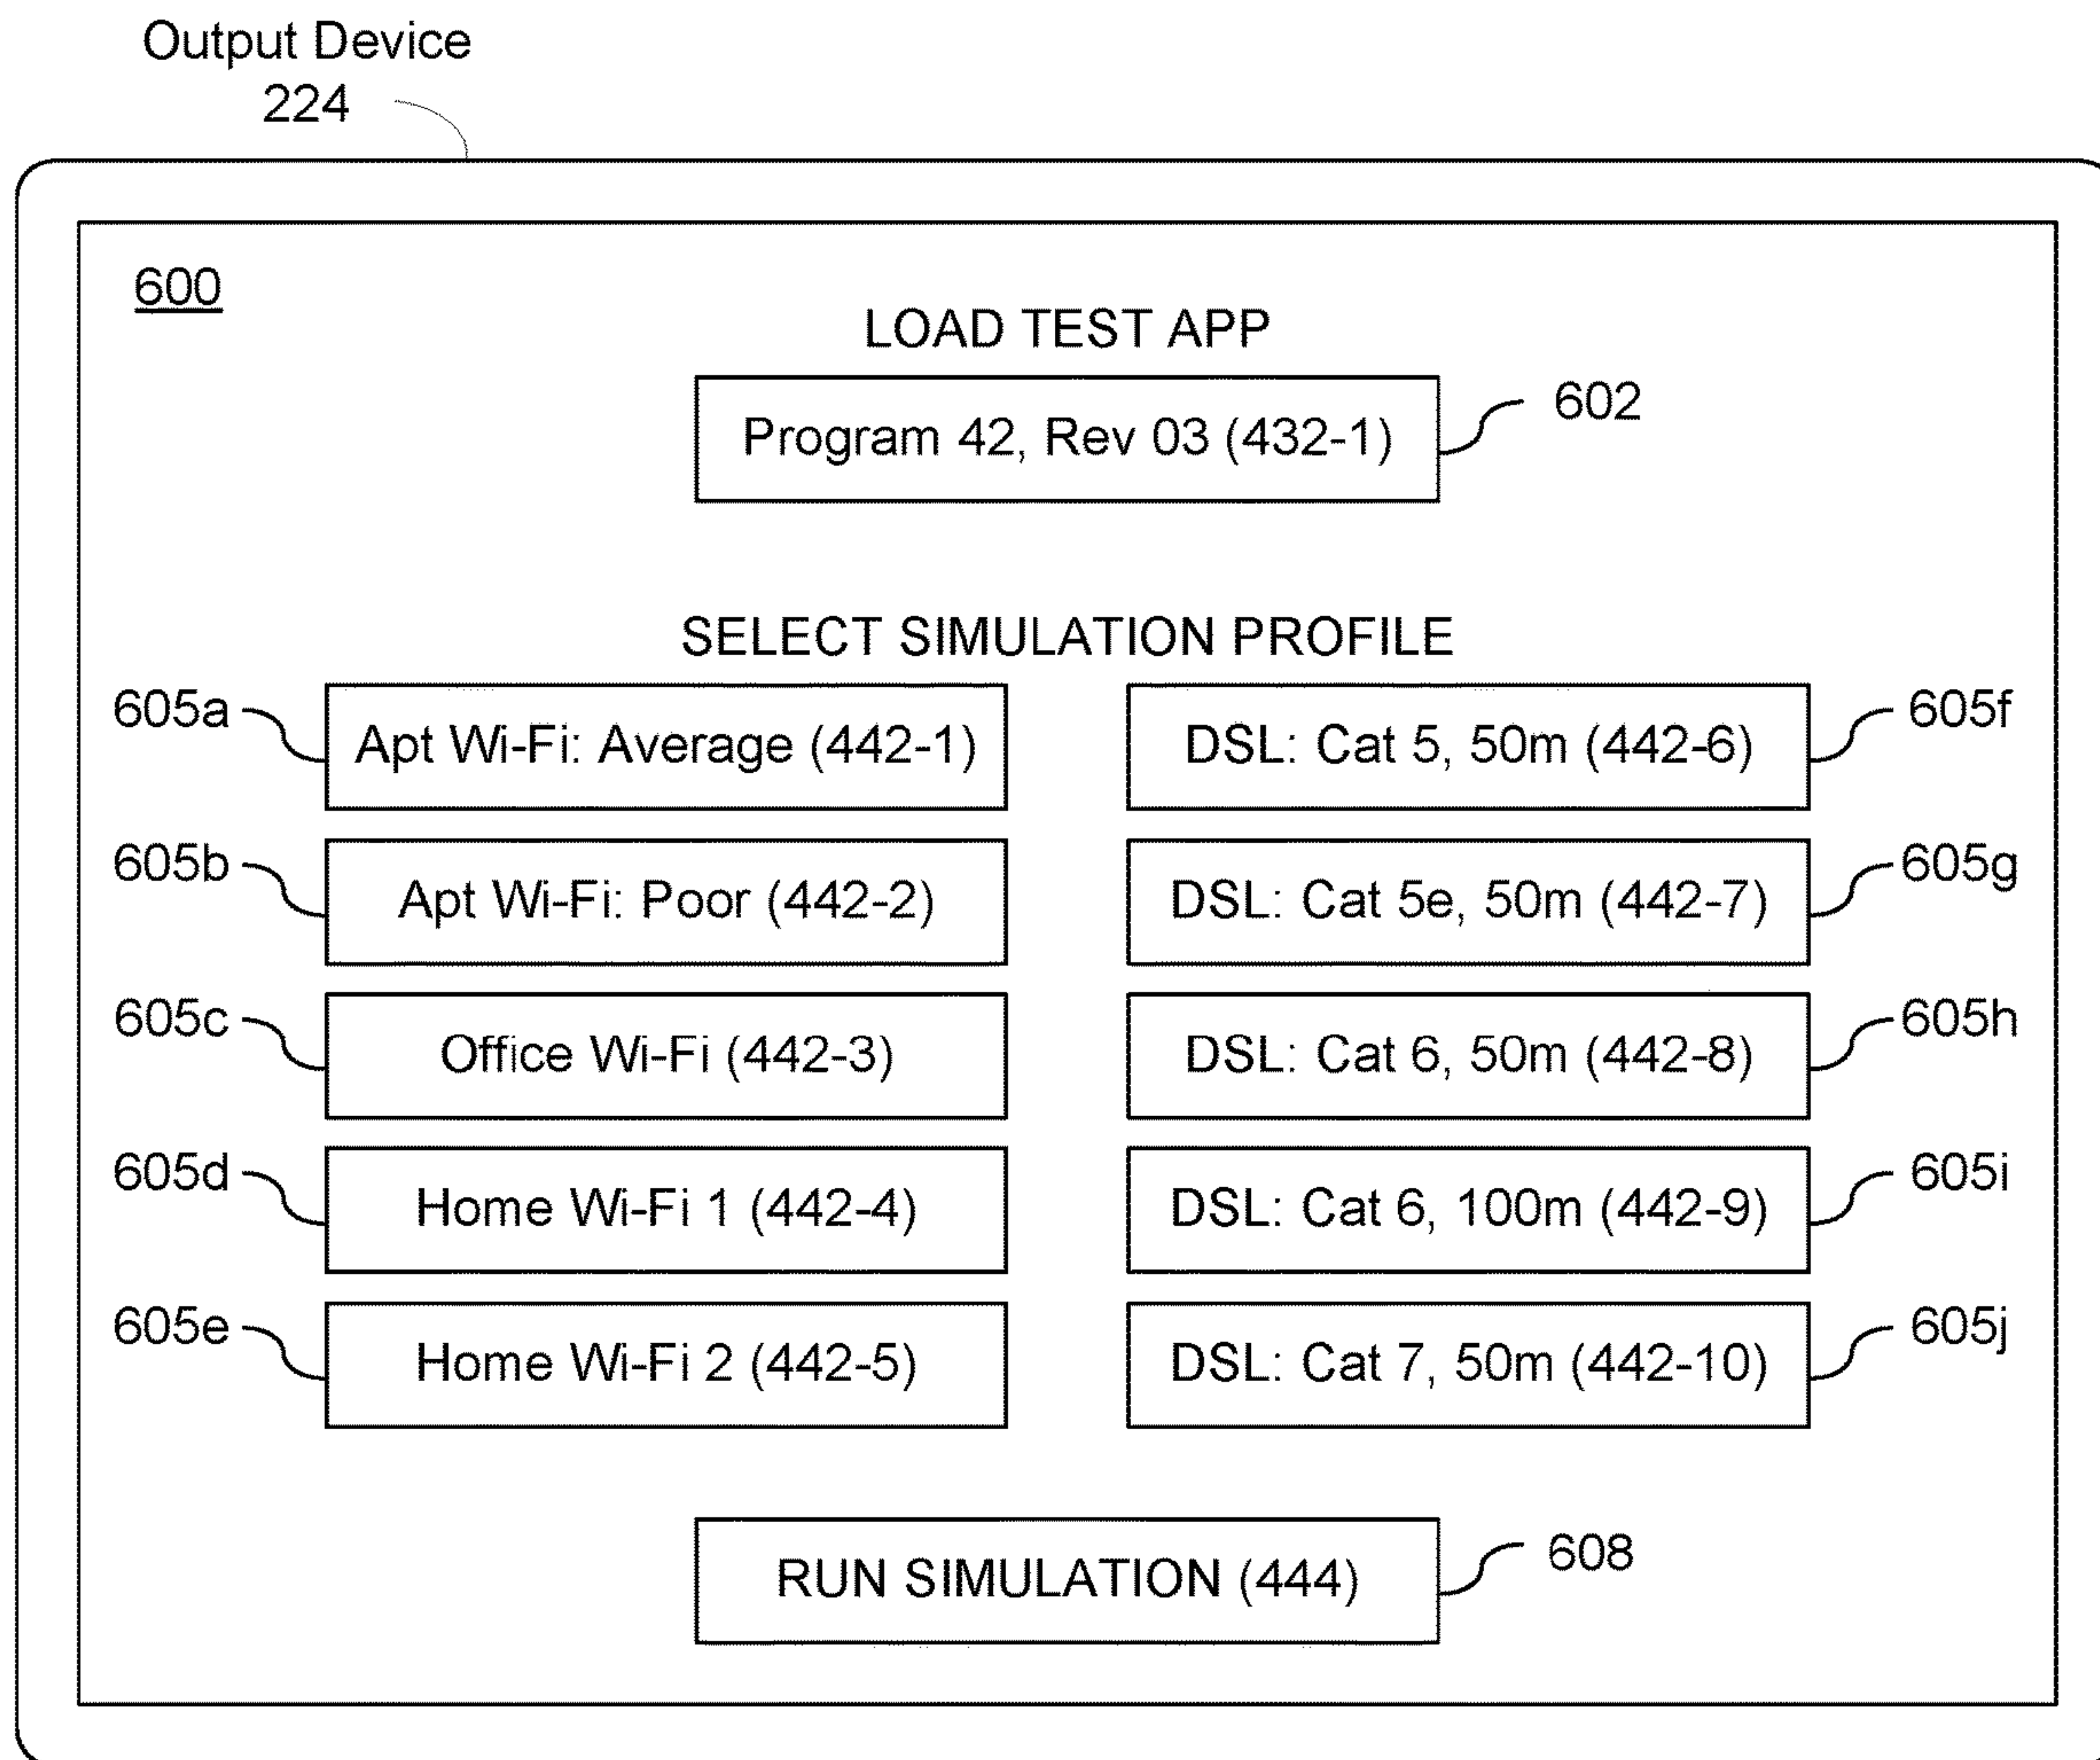 Output Device
224
600
LOAD TEST APP
Program 42, Rev 03 (432-1)
602
SELECT SIMULATION PROFILE
605a
Apt Wi-Fi: Average (442-1)
DSL: Cat 5, 50m (442-6)
605f
605b
Apt Wi-Fi: Poor (442-2)
DSL: Cat 5e, 50m (442-7)
605g
605c
Office Wi-Fi (442-3)
DSL: Cat 6, 50m (442-8)
605h
605d
Home Wi-Fi 1 (442-4)
DSL: Cat 6, 100m (442-9)
605i
605e
Home Wi-Fi 2 (442-5)
DSL: Cat 7, 50m (442-10)
605j
RUN SIMULATION (444)
608